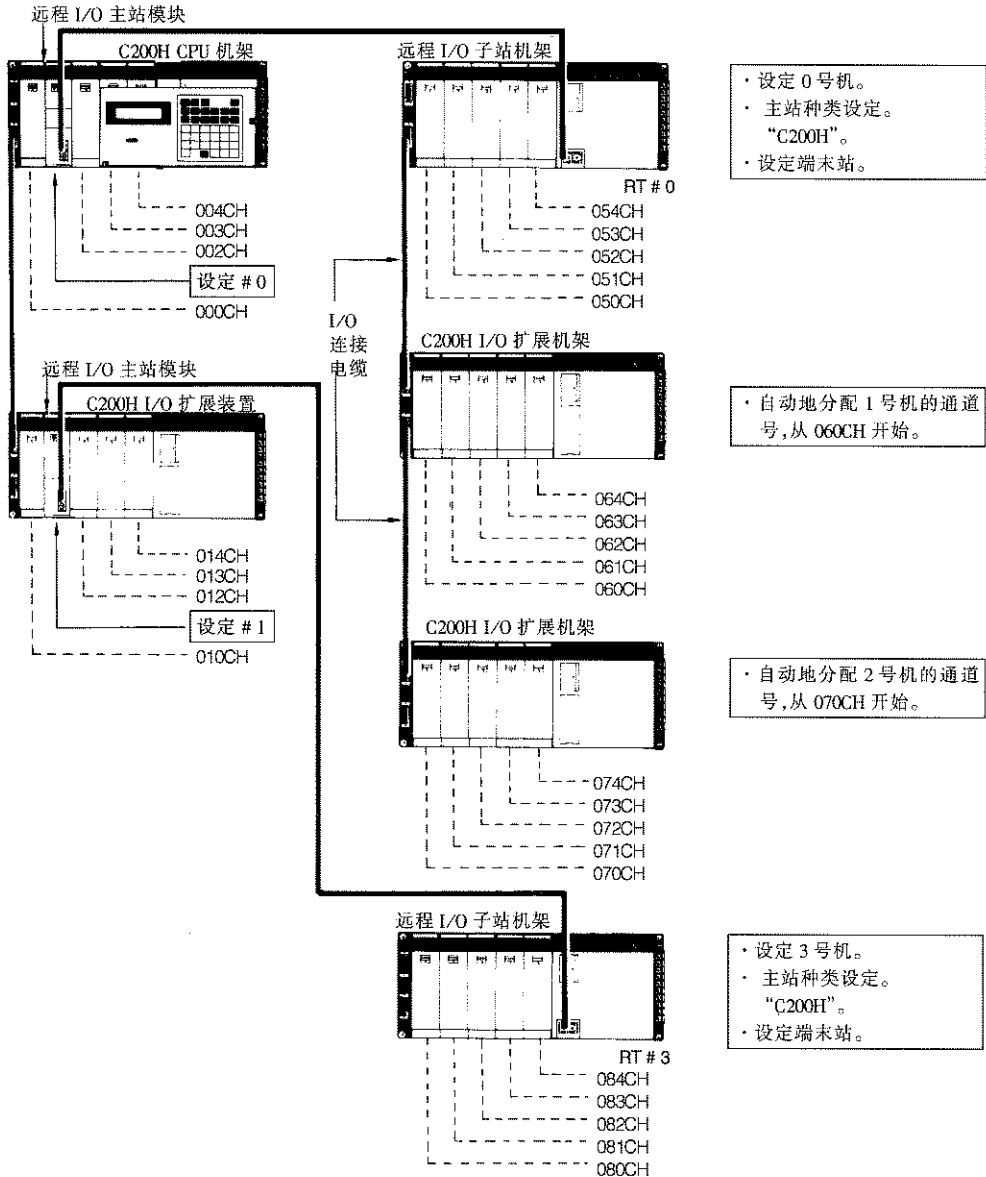 远程 I/O 主站模块
C200H CPU 机架
004CH
003CH
002CH
设定 # 0
000CH
远程 I/O 主站模块
C200H I/O 扩展装置
014CH
013CH
012CH
设定 # 1
010CH
I/O
连接
电缆
远程 I/O 子站机架
RT # 0
054CH
053CH
052CH
051CH
050CH
C200H I/O 扩展机架
064CH
063CH
062CH
061CH
060CH
C200H I/O 扩展机架
074CH
073CH
072CH
071CH
070CH
远程 I/O 子站机架
RT # 3
084CH
083CH
082CH
081CH
080CH
·设定 0 号机。
· 主站种类设定。
“C200H”。
·设定端末站。
·自动地分配 1 号机的通道
号,从 060CH 开始。
·自动地分配 2 号机的通道
号,从 070CH 开始。
·设定 3 号机。
· 主站种类设定。
“C200H”。
·设定端末站。